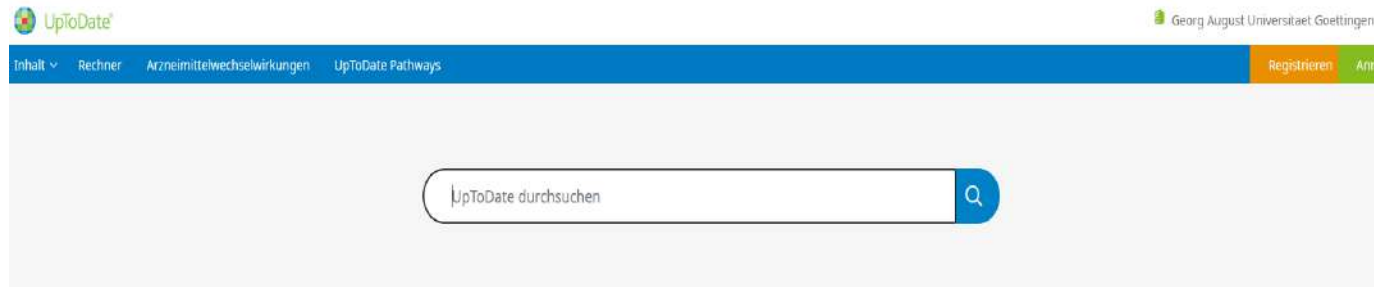 UpToDate®
Georg August Universitaet Goettingen
Inhalt Rechner Arzneimittelwechselwirkungen UpToDate Pathways Registrieren
UpToDate durchsuchen